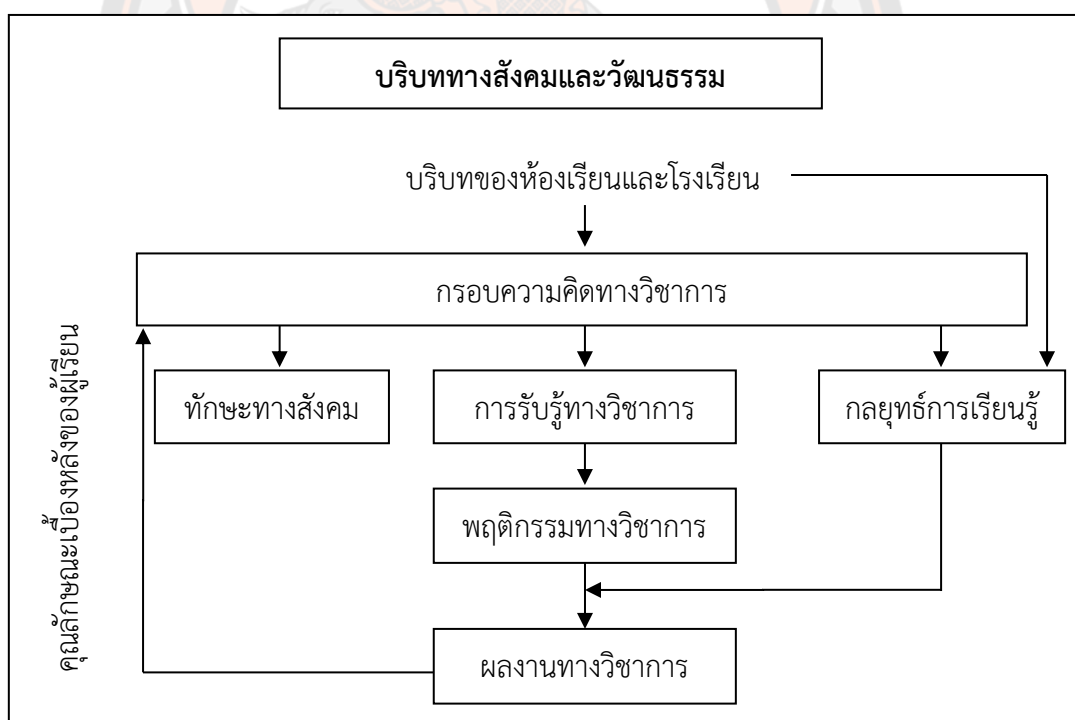 บริบททางสังคมและวัฒนธรรม
บริบทของห้องเรียนและโรงเรียน
กรอบความคิดทางวิชาการ
ทักษะทางสังคม
การรับรู้ทางวิชาการ
กลยุทธ์การเรียนรู้
พฤติกรรมทางวิชาการ
ผลงานทางวิชาการ
คุณลักษณะเบื้องหลังของผู้เรียน